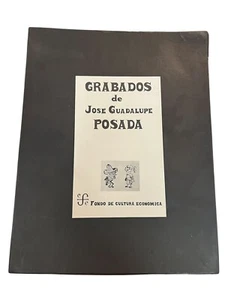 GRABADOS
de
JOSE GUADALUPE
POSADA
FONDO DE CULTURA ECONOMICA